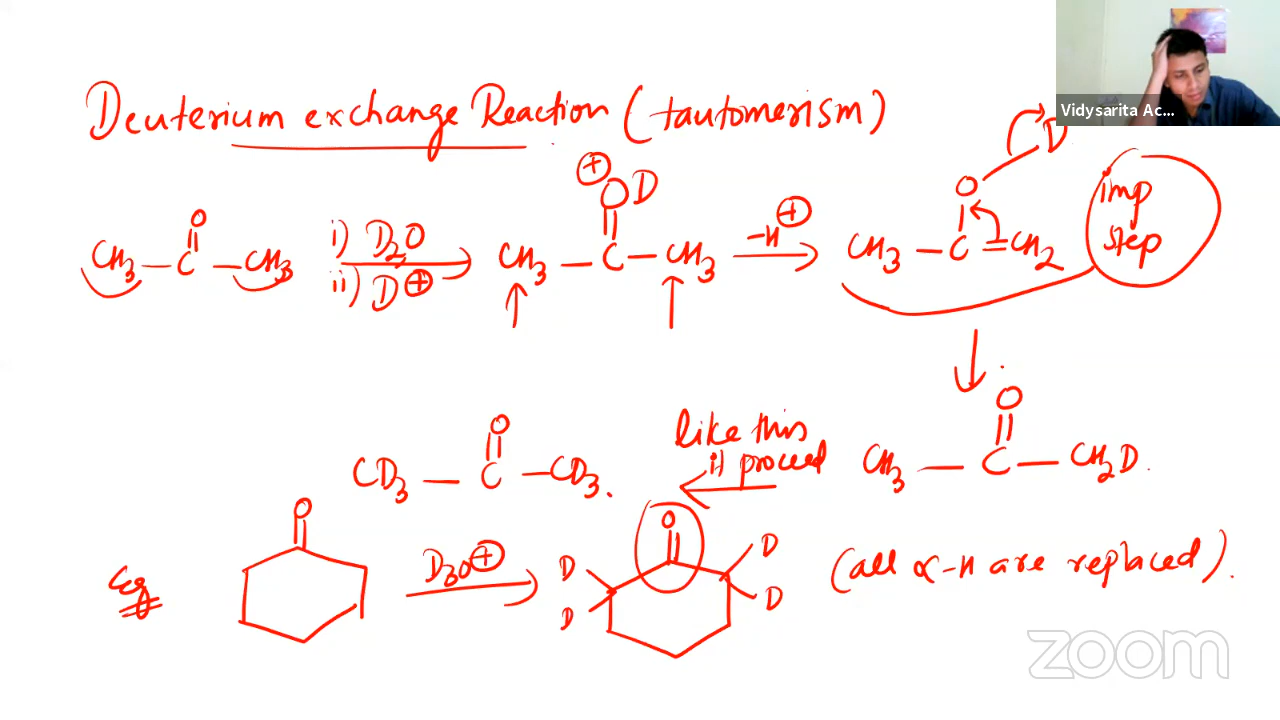 Deuterium exchange Reaction (tautomerism)
Vidysarita Ac...
O
CH3 — C — CH3
i) D2O
ii) D⊕
⊕
OD
CH3 — C — CH3
-H⊕
D
O
CH3 — C = CH2
imp
step
O
CH3 — C — CH2D.
like this
it proceed
O
CD3 — C — CD3.
Eg
O
D3O⊕
O
D D
D D
(all α-H are replaced).
zoom